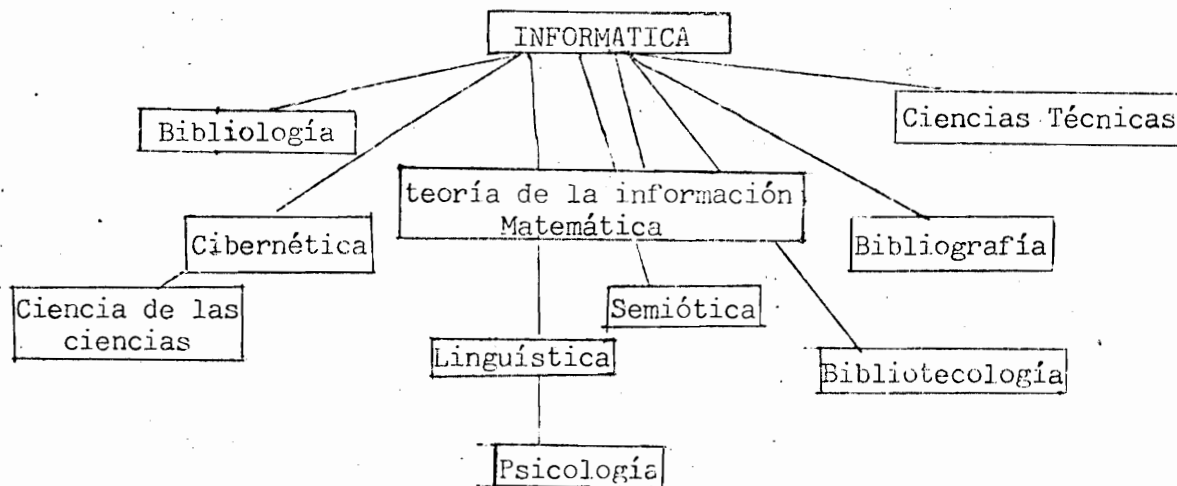 INFORMATICA
Bibliología
Ciencias Técnicas
teoría de la información
Matemática
Cibernética
Bibliografía
Ciencia de las
ciencias
Semiótica
Linguística
Bibliotecología
Psicología